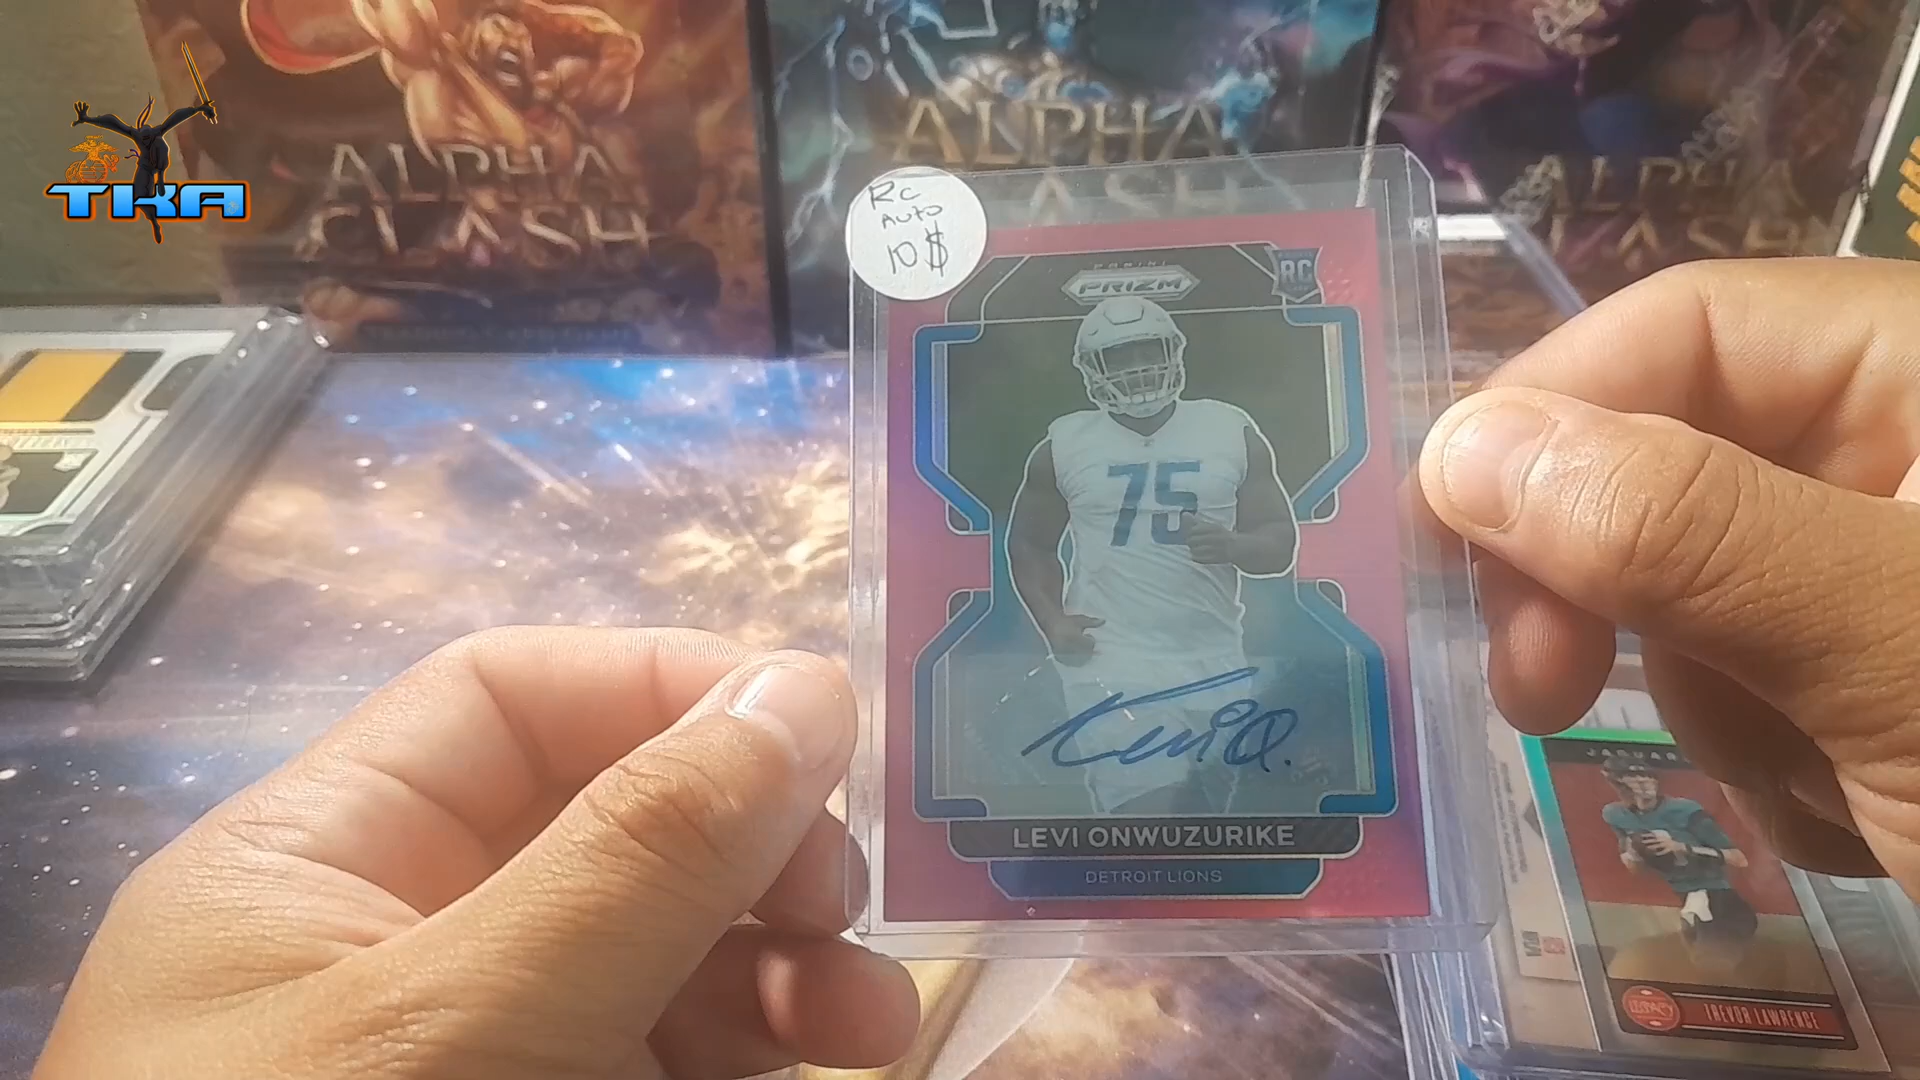 TKA
ALPHA
CLASH
ALPHA
CLASH
ALPHA
CLASH
RC
AUTO
10$
PANINI
PRIZM
RC
75
LEVI ONWUZURIKE
DETROIT LIONS
JAGUARS
LEGACY
TREVOR LAWRENCE